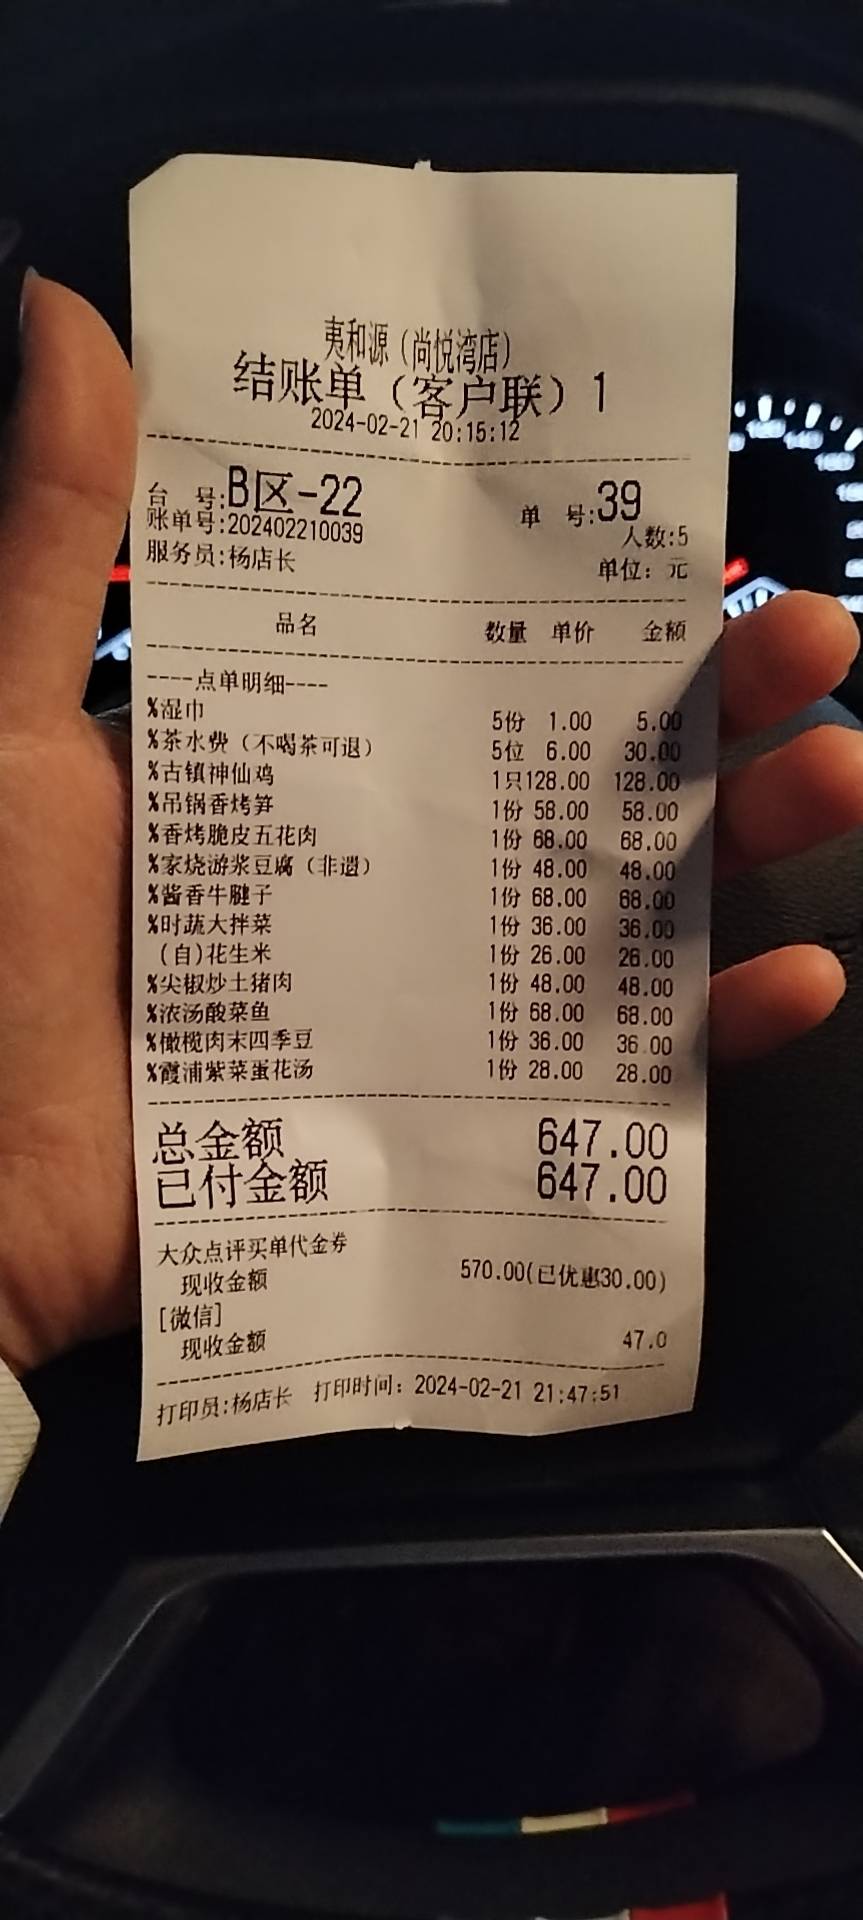 夷和源（尚悦湾店）
结账单（客户联）1
2024-02-21 20:15:12
台 号:B区-22 单 号:39
账单号:202402210039 人数:5
服务员:杨店长 单位：元
品名 数量 单价 金额
----点单明细----
%湿巾 5份 1.00 5.00
%茶水费（不喝茶可退） 5位 6.00 30.00
%古镇神仙鸡 1只128.00 128.00
%吊锅香烤笋 1份 58.00 58.00
%香烤脆皮五花肉 1份 68.00 68.00
%家烧游浆豆腐（非遗） 1份 48.00 48.00
%酱香牛腱子 1份 68.00 68.00
%时蔬大拌菜 1份 36.00 36.00
(自)花生米 1份 26.00 26.00
%尖椒炒土猪肉 1份 48.00 48.00
%浓汤酸菜鱼 1份 68.00 68.00
%橄榄肉末四季豆 1份 36.00 36.00
%霞浦紫菜蛋花汤 1份 28.00 28.00
总金额 647.00
已付金额 647.00
大众点评买单代金券
现收金额 570.00(已优惠30.00)
[微信]
现收金额 47.0
打印员:杨店长 打印时间：2024-02-21 21:47:51